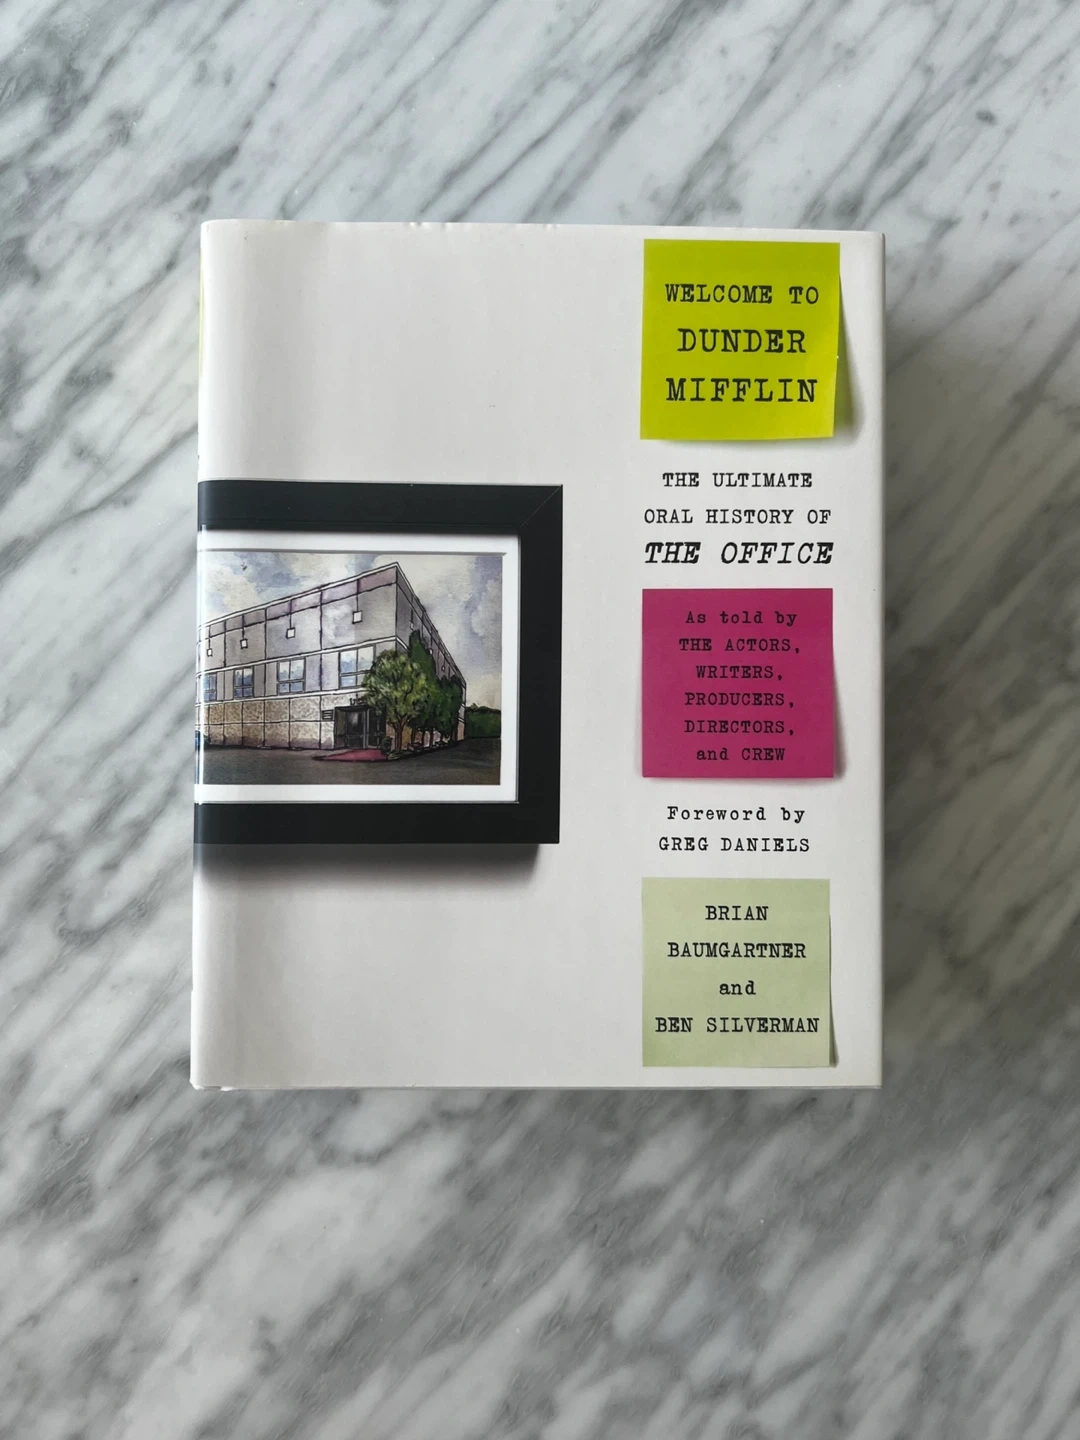 WELCOME TO
DUNDER
MIFFLIN
THE ULTIMATE
ORAL HISTORY OF
THE OFFICE
As told by
THE ACTORS,
WRITERS,
PRODUCERS,
DIRECTORS,
and CREW
Foreword by
GREG DANIELS
BRIAN
BAUMGARTNER
and
BEN SILVERMAN